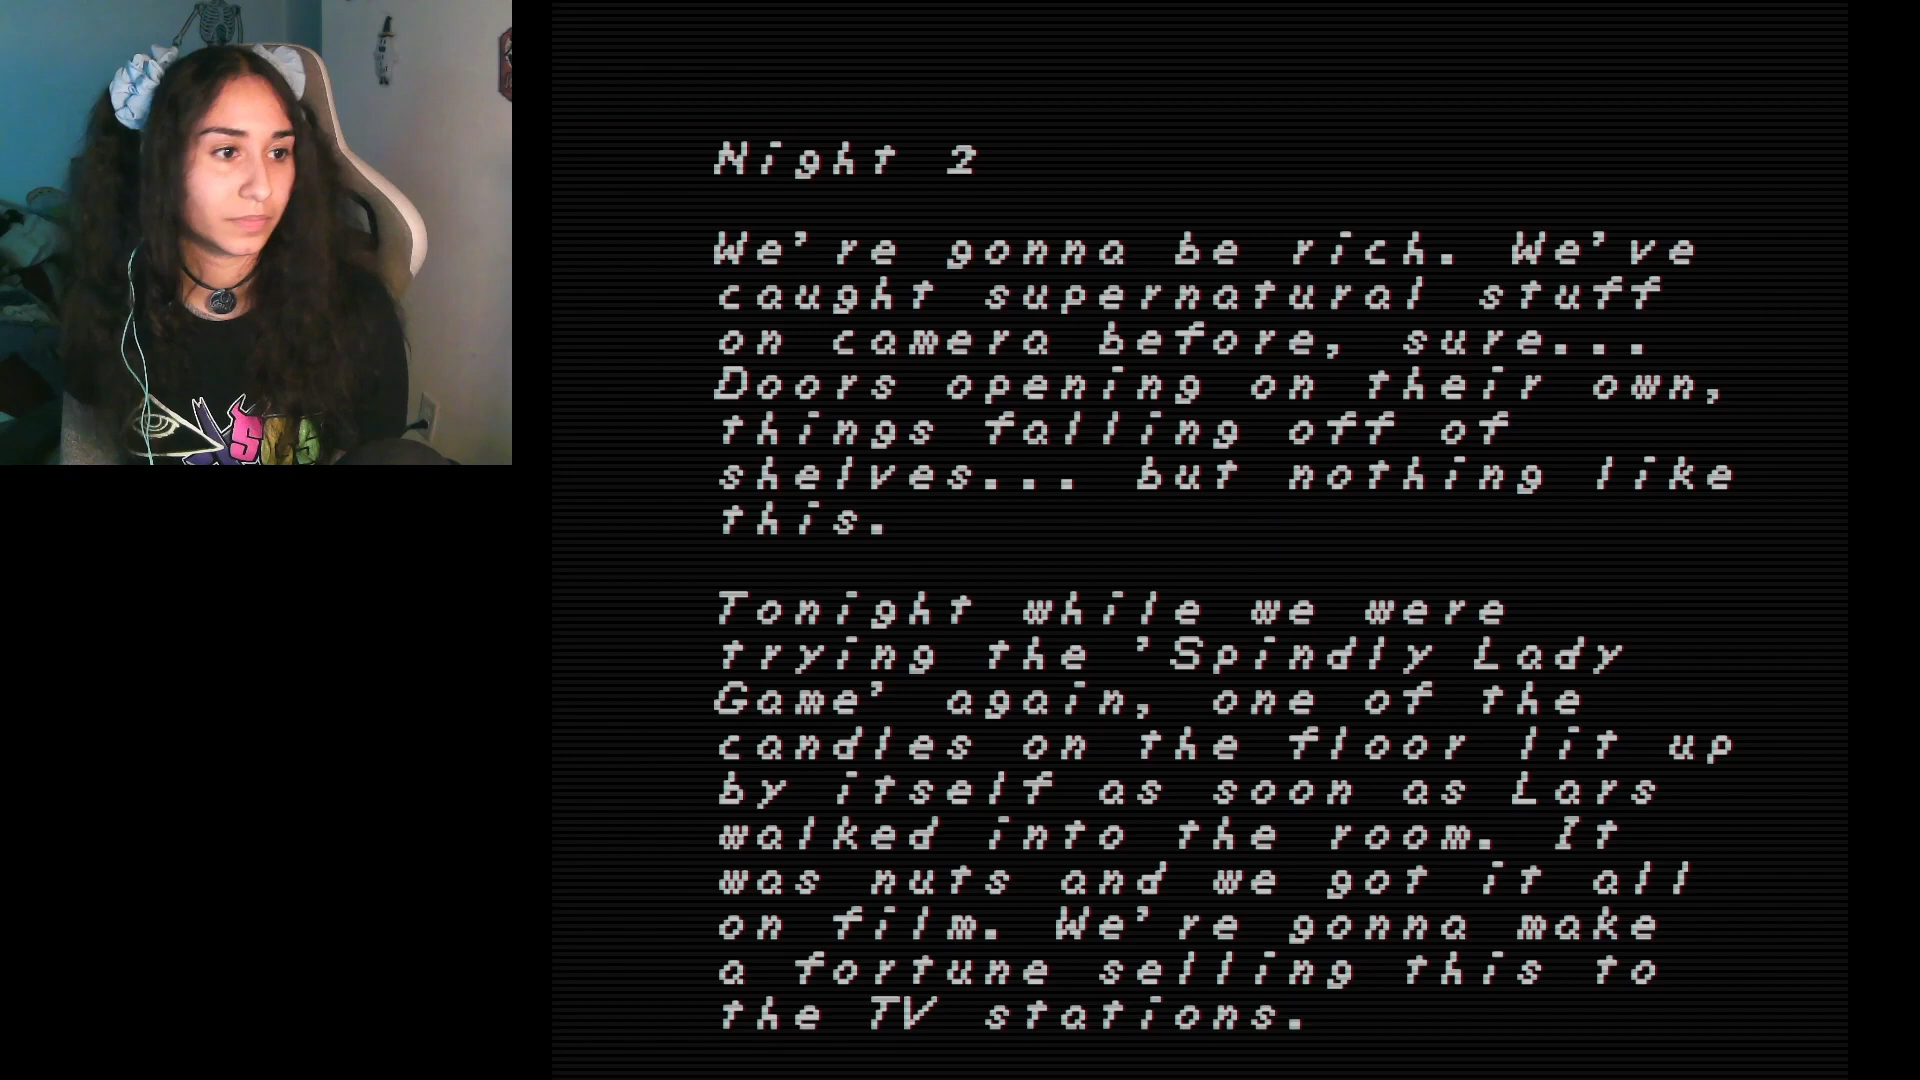 Night 2
We're gonna be rich. We've
caught supernatural stuff
on camera before, sure...
Doors opening on their own,
things falling off of
shelves... but nothing like
this.
Tonight while we were
trying the 'Spindly Lady
Game' again, one of the
candles on the floor lit up
by itself as soon as Lars
walked into the room. It
was nuts and we got it all
on film. We're gonna make
a fortune selling this to
the TV stations.